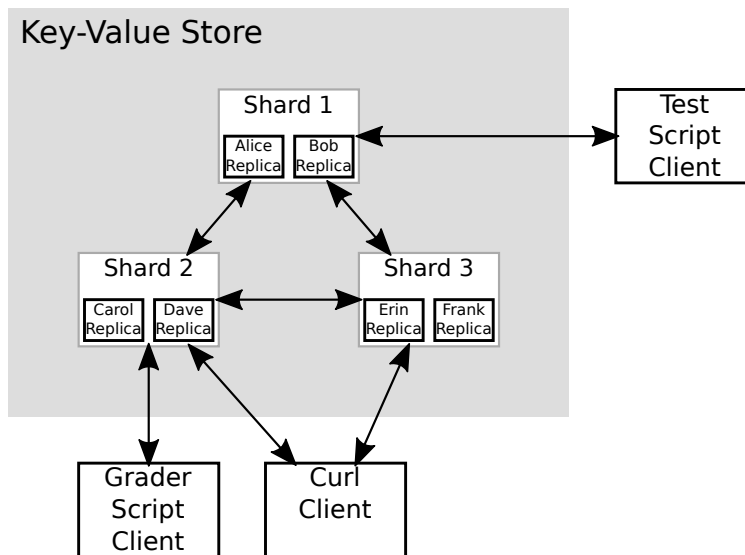 Key-Value Store
Shard 1
Alice
Replica
Bob
Replica
Test
Script
Client
Shard 2
Carol
Replica
Dave
Replica
Shard 3
Erin
Replica
Frank
Replica
Grader
Script
Client
Curl
Client